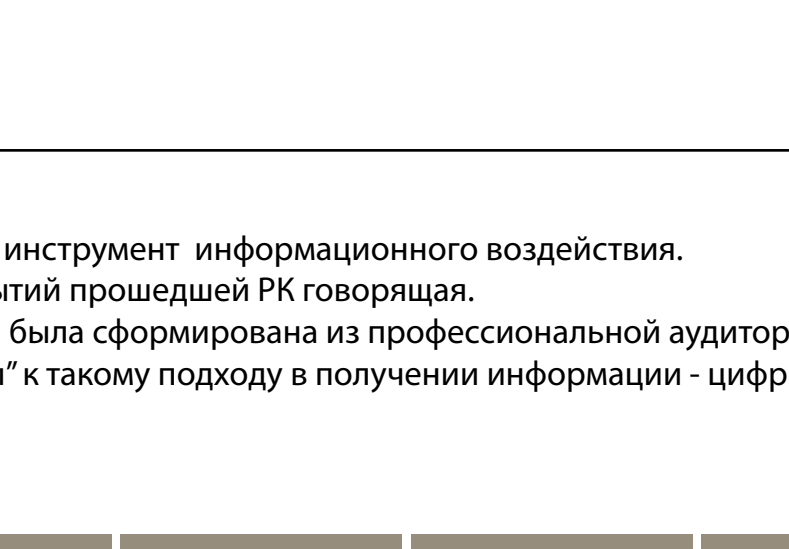 инструмент информационного воздействия.
ытий прошедшей РК говорящая.
была сформирована из профессиональной аудитор
" к такому подходу в получении информации - цифр